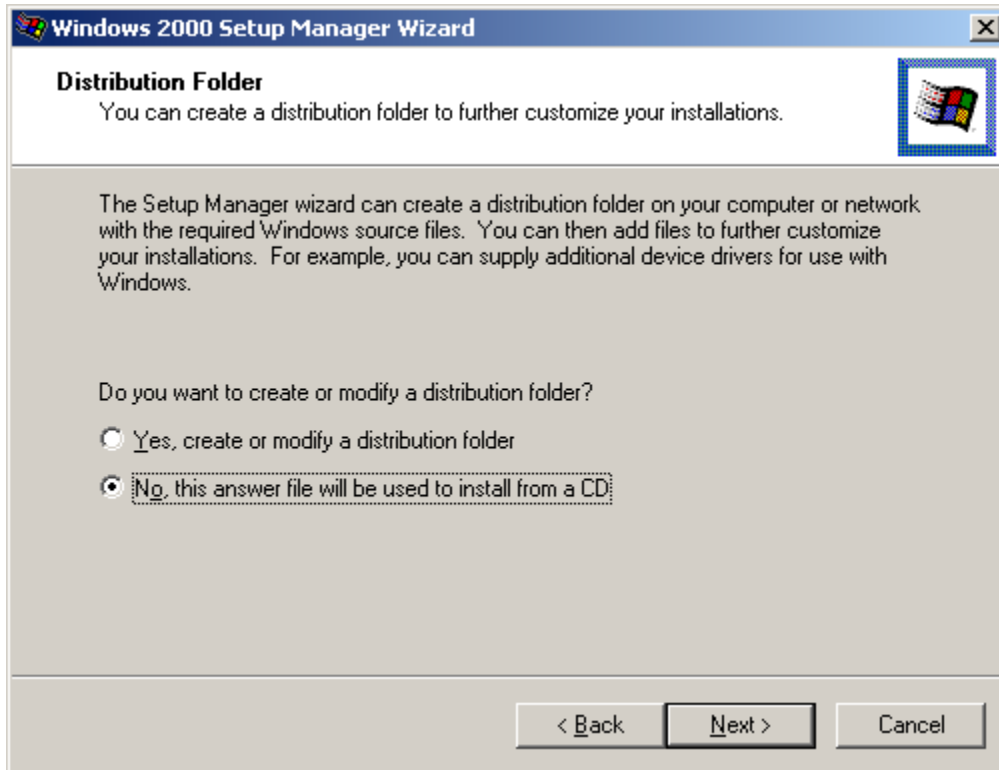 Windows 2000 Setup Manager Wizard
Distribution Folder
You can create a distribution folder to further customize your installations.
The Setup Manager wizard can create a distribution folder on your computer or network
with the required Windows source files.  You can then add files to further customize
your installations.  For example, you can supply additional device drivers for use with
Windows.
Do you want to create or modify a distribution folder?
Yes, create or modify a distribution folder
No, this answer file will be used to install from a CD
< Back   Next >   Cancel